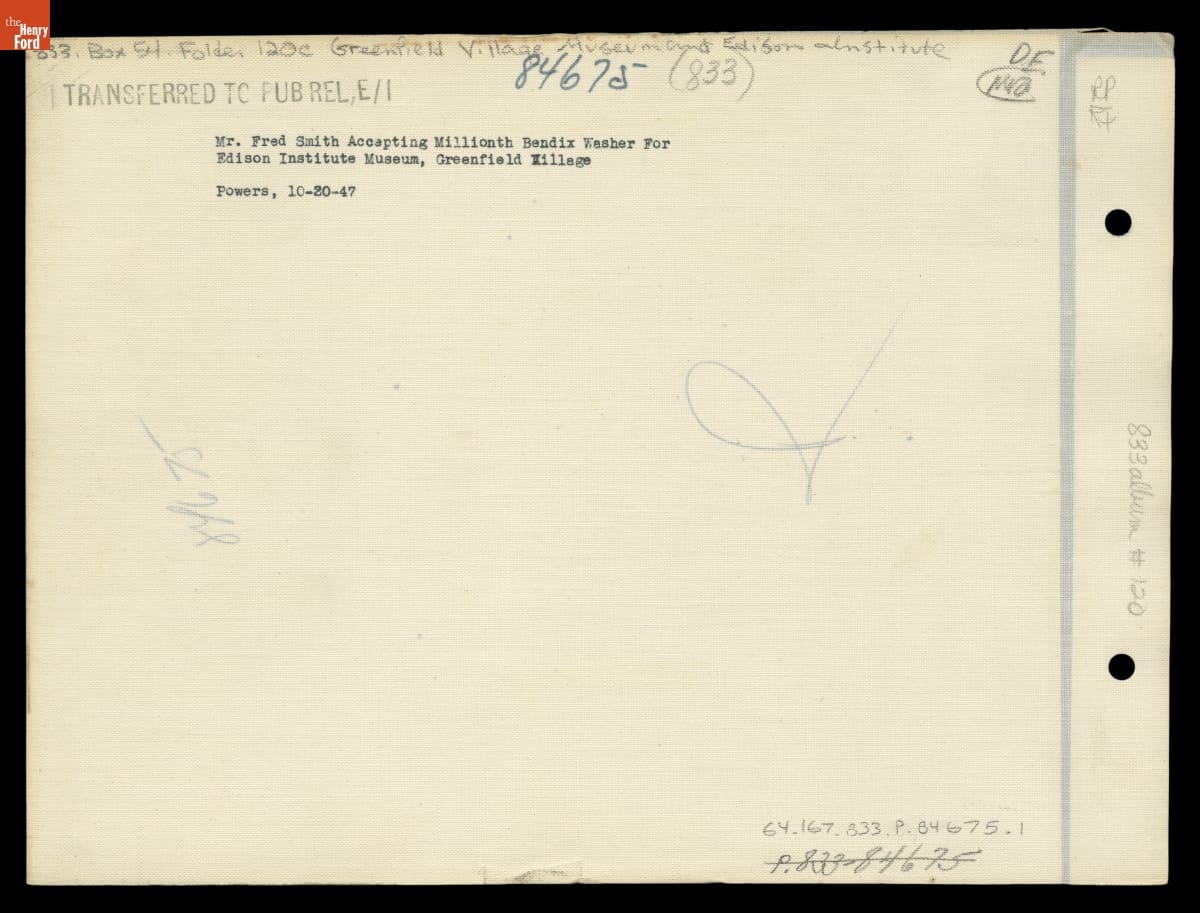 the
Henry
Ford
833. Box 54. Folder 120c Greenfield Village Museum and Edison Institute
84675 (833)
D.E.
TRANSFERRED TO PUB REL, E/I
Mr. Fred Smith Accepting Millionth Bendix Washer For
Edison Institute Museum, Greenfield Village
Powers, 10-20-47
833 album # 120
64.167.833.P.84675.1
P.833-84675